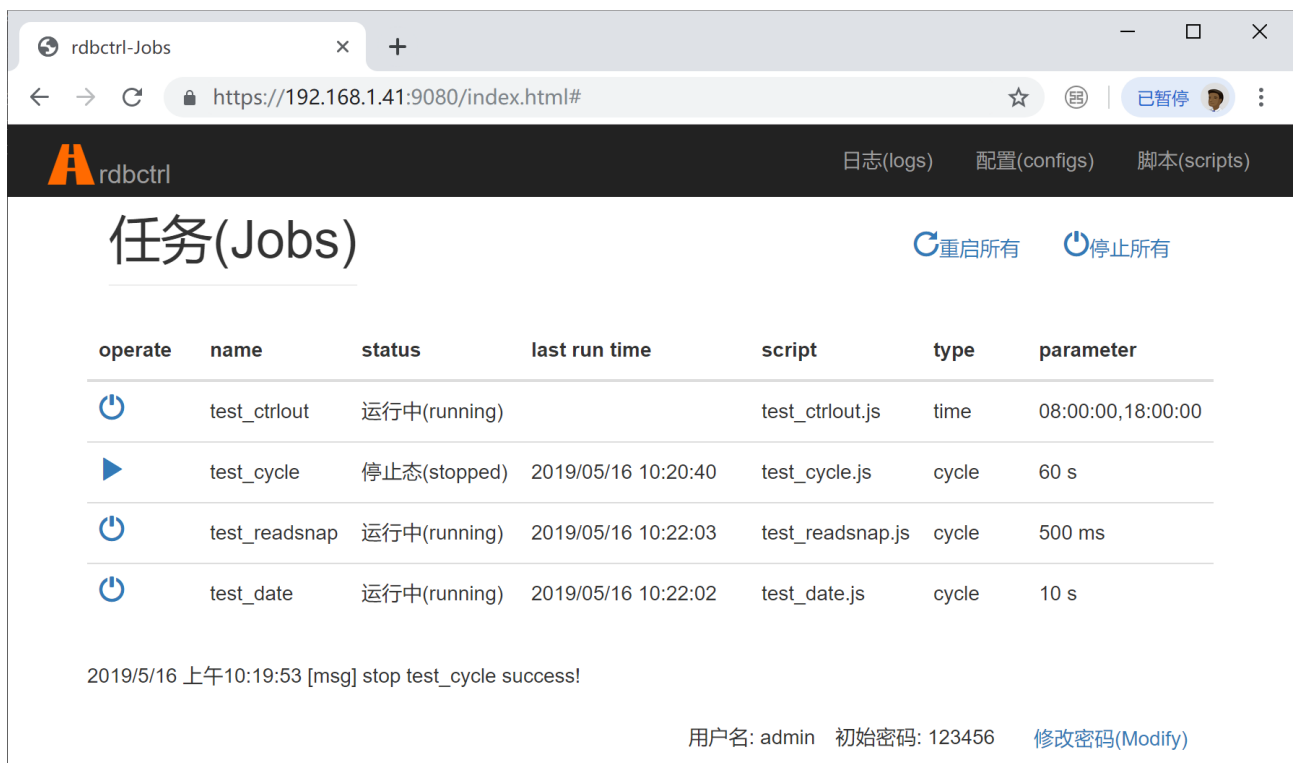 rdbctrl-Jobs
https://192.168.1.41:9080/index.html#
已暂停
rdbctrl
日志(logs) 配置(configs) 脚本(scripts)
任务(Jobs)
重启所有 停止所有
operate name status last run time script type parameter
test_ctrlout 运行中(running) test_ctrlout.js time 08:00:00,18:00:00
test_cycle 停止态(stopped) 2019/05/16 10:20:40 test_cycle.js cycle 60 s
test_readsnap 运行中(running) 2019/05/16 10:22:03 test_readsnap.js cycle 500 ms
test_date 运行中(running) 2019/05/16 10:22:02 test_date.js cycle 10 s
2019/5/16 上午10:19:53 [msg] stop test_cycle success!
用户名: admin 初始密码: 123456 修改密码(Modify)